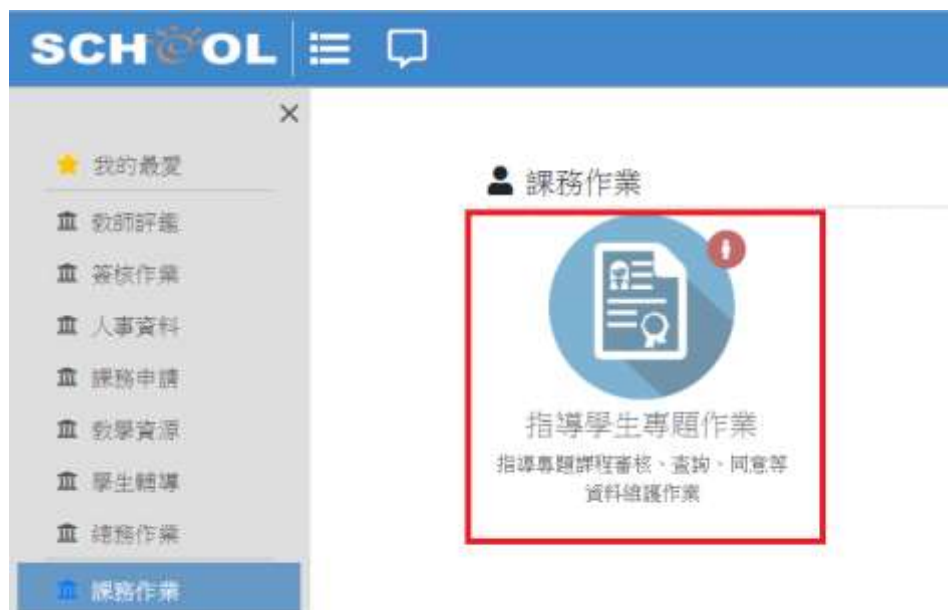 SCHOOL
我的最愛
教師評鑑
簽核作業
人事資料
課務申請
教學資源
學生輔導
總務作業
課務作業
課務作業
指導學生專題作業
指導專題課程審核、查詢、同意等
資料維護作業